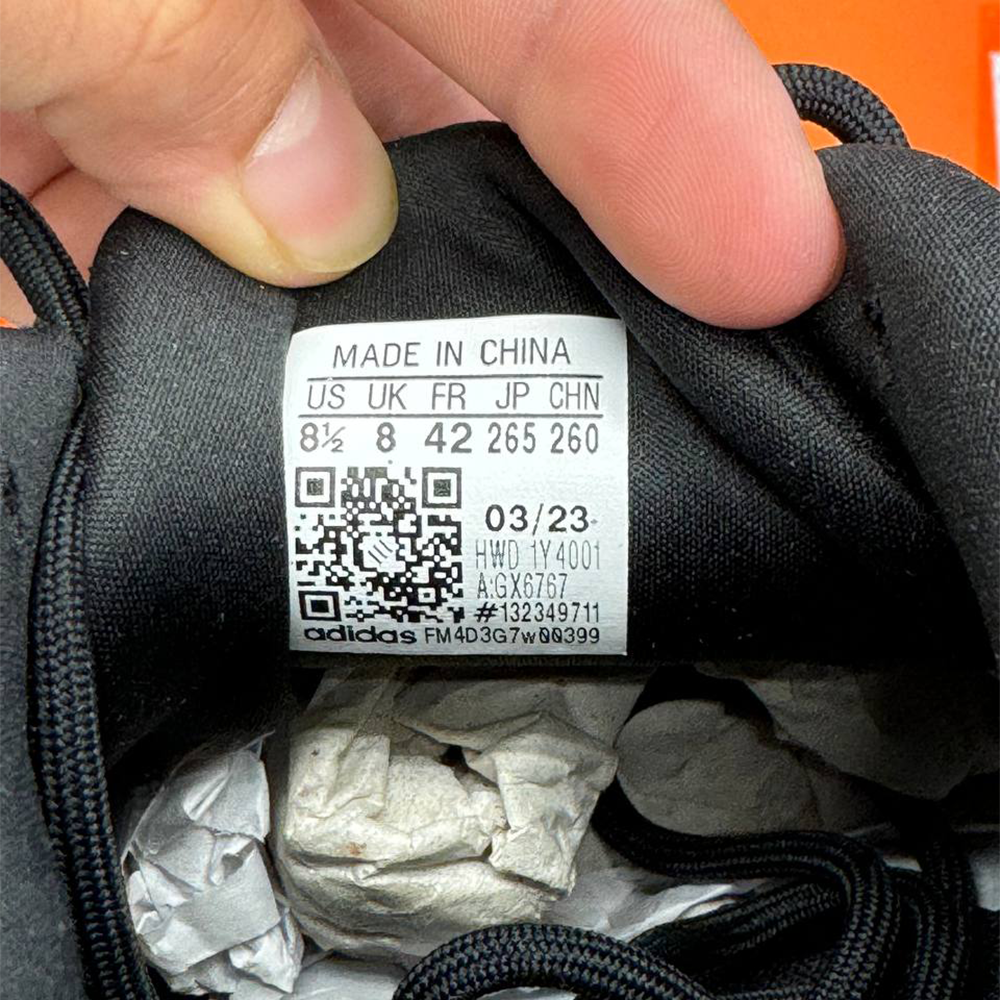 MADE IN CHINA
US UK FR JP CHN
8½ 8 42 265 260
03/23
HWD 1Y4001
A:GX6767
#132349711
adidas FM4D3G7w00399